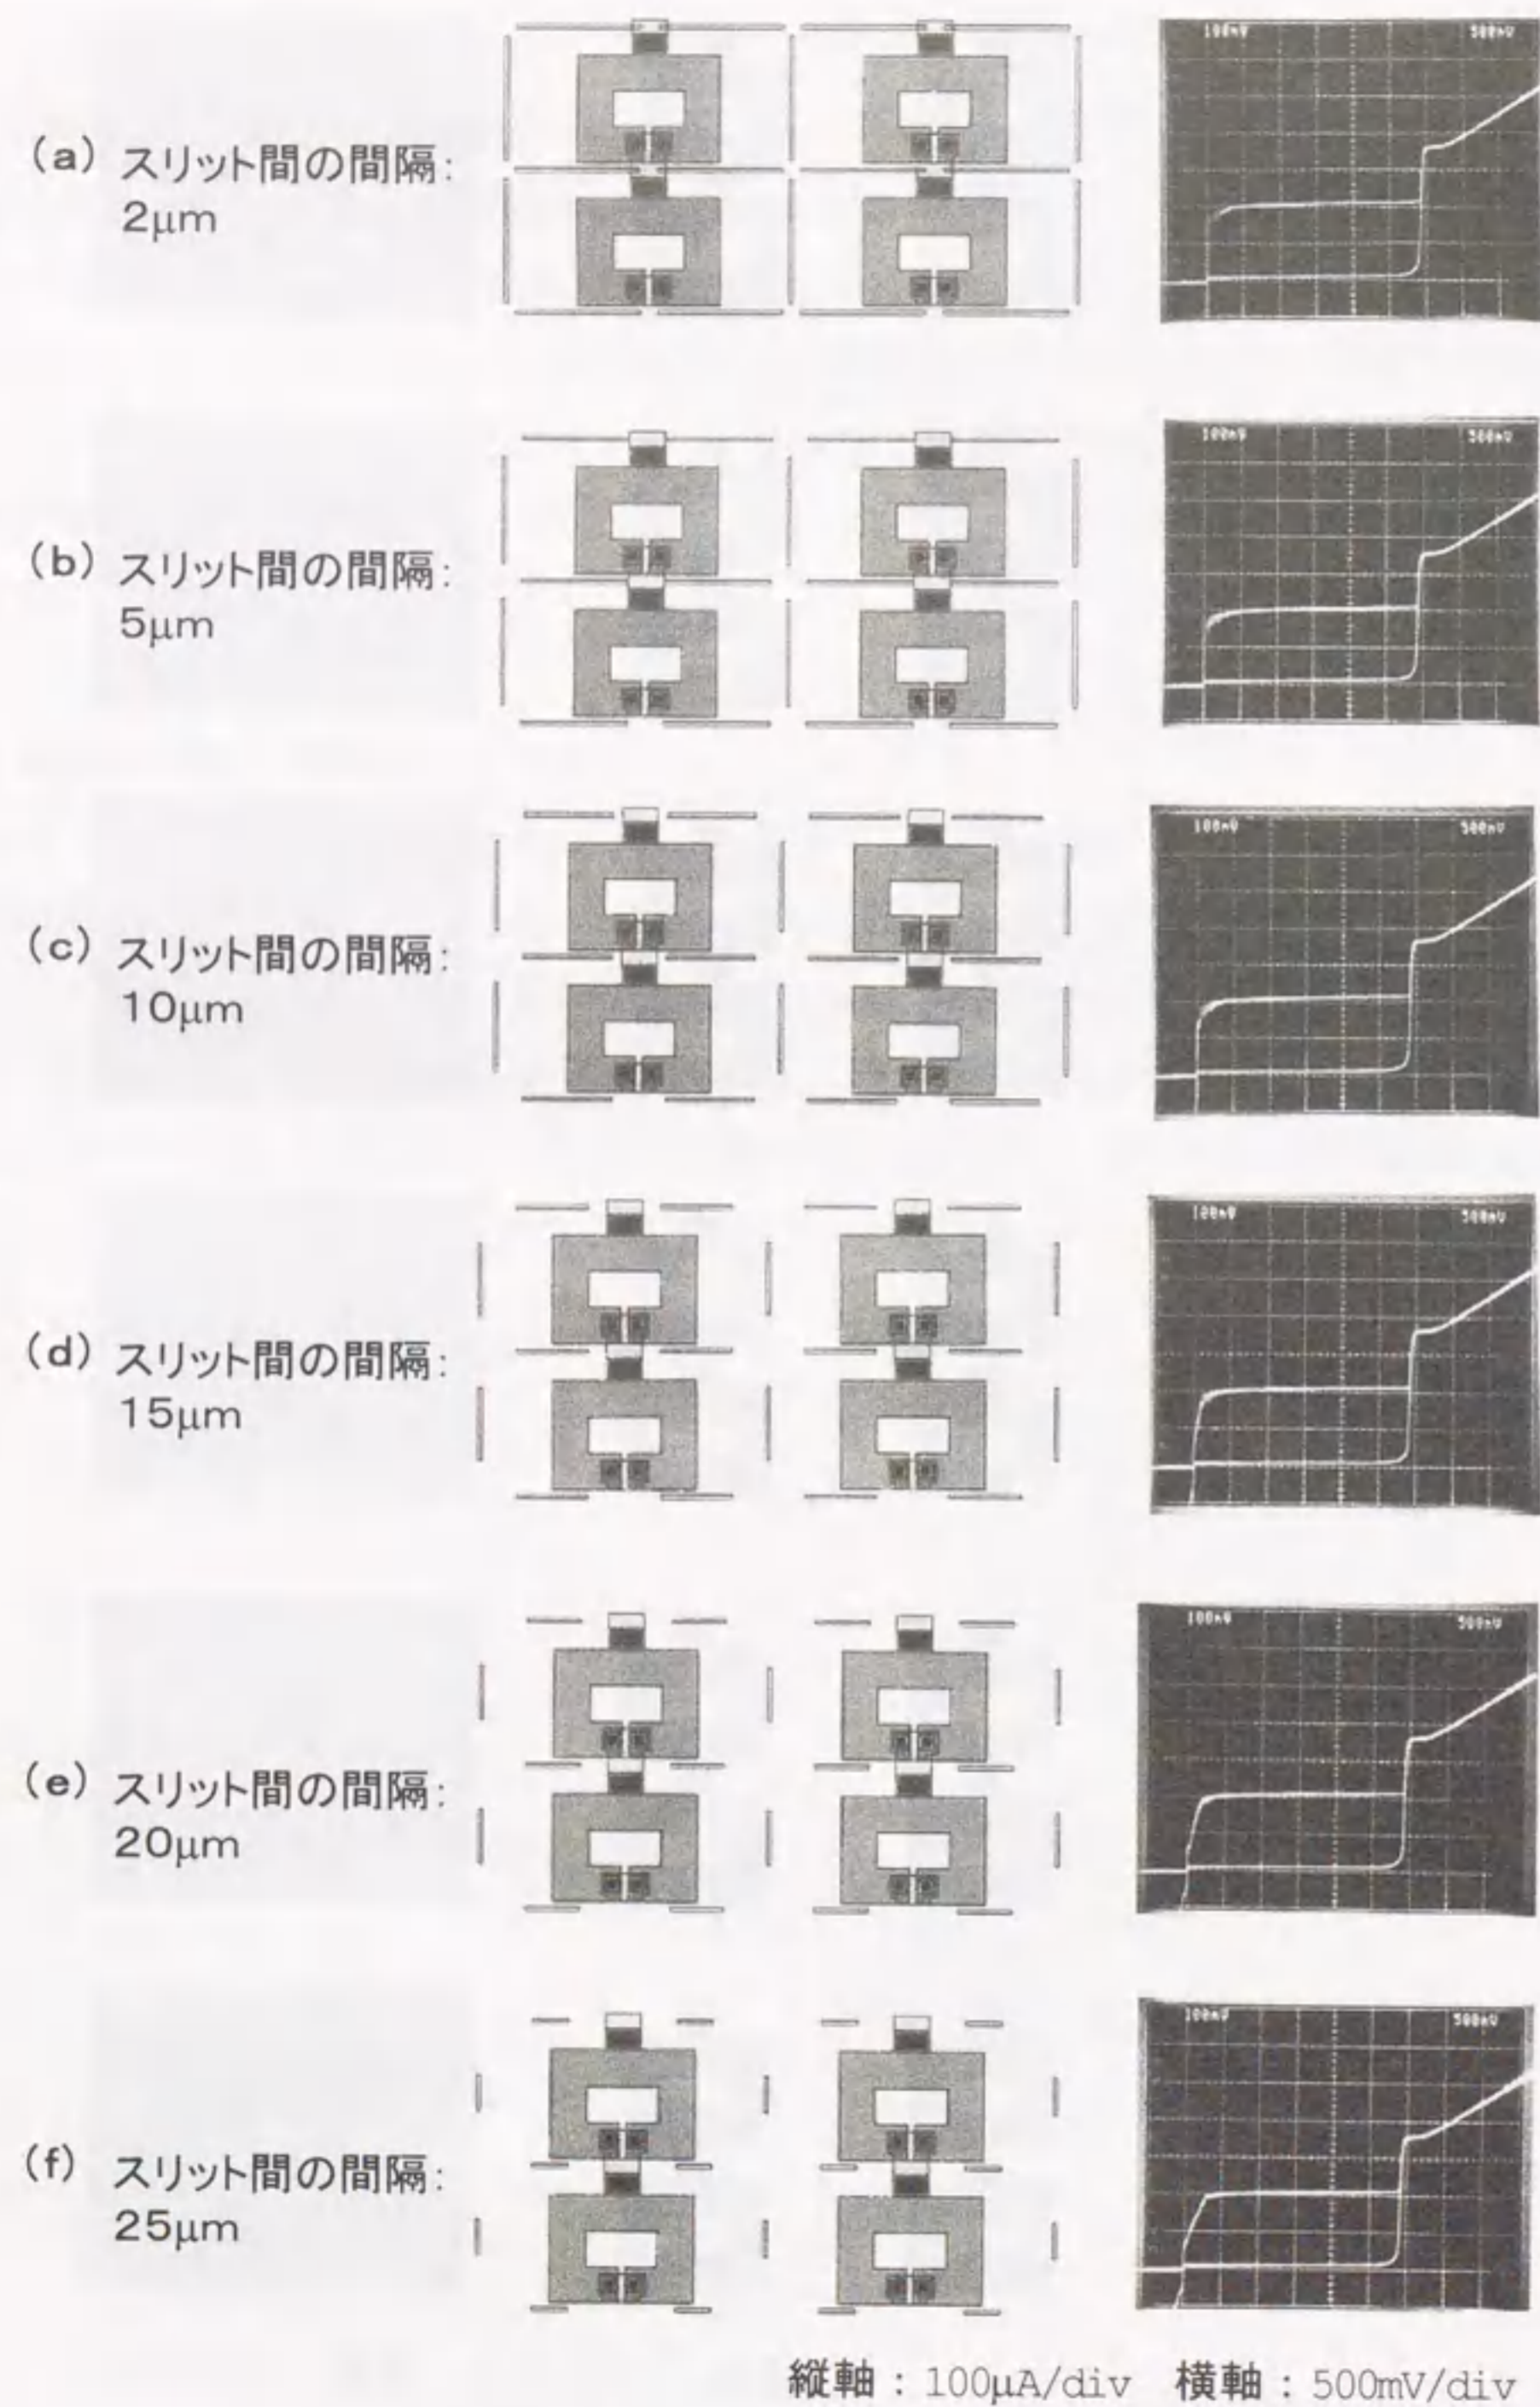 (a) スリット間の間隔:
2μm
100mV 500mV
(b) スリット間の間隔:
5μm
100mV 500mV
(c) スリット間の間隔:
10μm
100mV 500mV
(d) スリット間の間隔:
15μm
100mV 500mV
(e) スリット間の間隔:
20μm
100mV 500mV
(f) スリット間の間隔:
25μm
100mV 500mV
縦軸：100μA/div 横軸：500mV/div